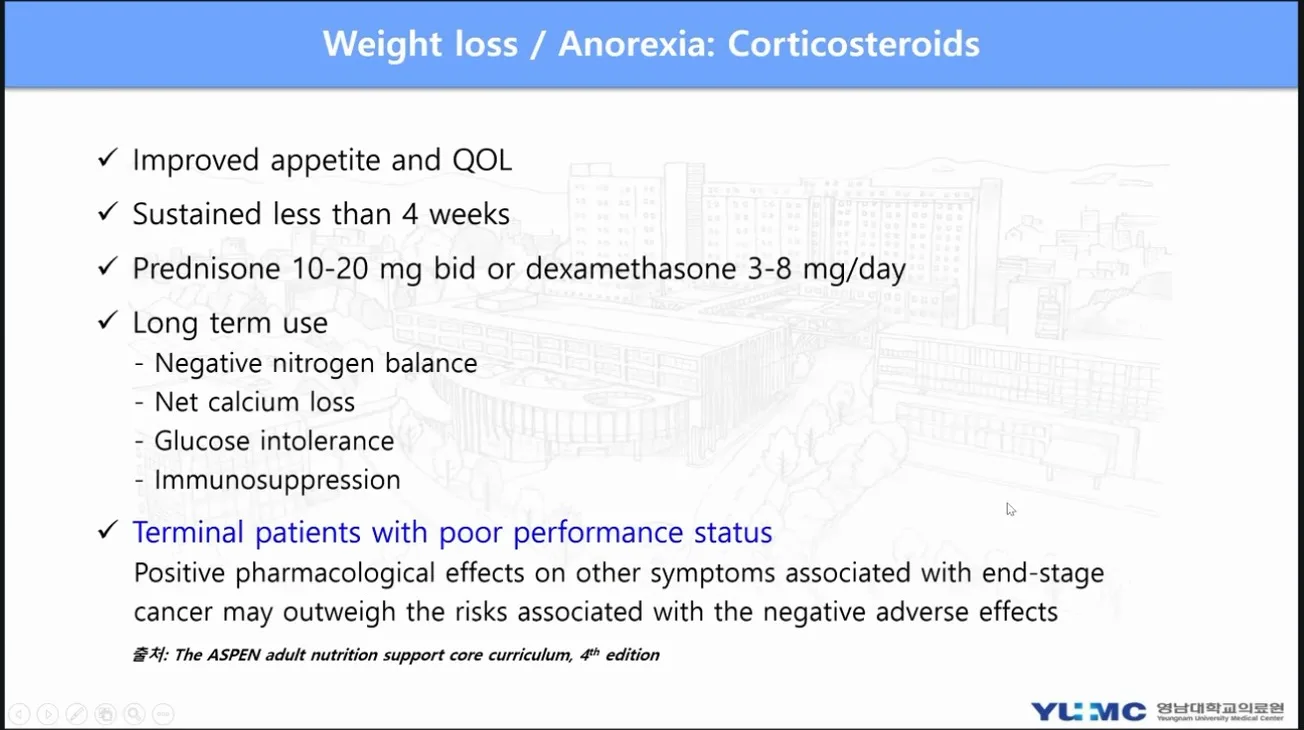 Weight loss / Anorexia: Corticosteroids
✓ Improved appetite and QOL
✓ Sustained less than 4 weeks
✓ Prednisone 10-20 mg bid or dexamethasone 3-8 mg/day
✓ Long term use
- Negative nitrogen balance
- Net calcium loss
- Glucose intolerance
- Immunosuppression
✓ Terminal patients with poor performance status
Positive pharmacological effects on other symptoms associated with end-stage
cancer may outweigh the risks associated with the negative adverse effects
출처: The ASPEN adult nutrition support core curriculum, 4th edition
YUMC 영남대학교의료원
Yeungnam University Medical Center